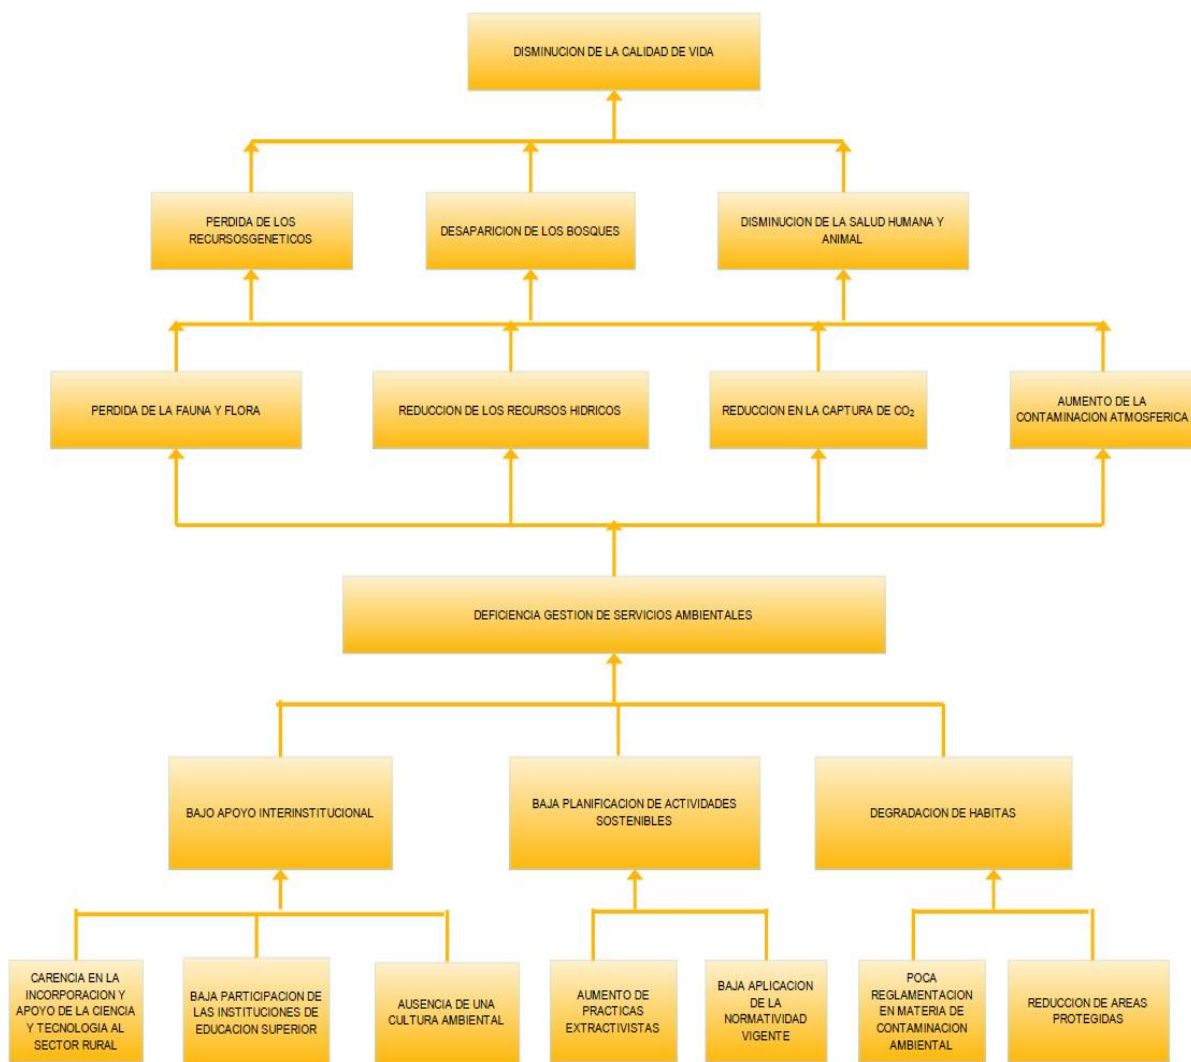 DISMINUCION DE LA CALIDAD DE VIDA
PERDIDA DE LOS
RECURSOSGENETICOS
DESAPARICION DE LOS BOSQUES
DISMINUCION DE LA SALUD HUMANA Y
ANIMAL
PERDIDA DE LA FAUNA Y FLORA
REDUCCION DE LOS RECURSOS HIDRICOS
REDUCCION EN LA CAPTURA DE CO₂
AUMENTO DE LA
CONTAMINACION ATMOSFERICA
DEFICIENCIA GESTION DE SERVICIOS AMBIENTALES
BAJO APOYO INTERINSTITUCIONAL
BAJA PLANIFICACION DE ACTIVIDADES
SOSTENIBLES
DEGRADACION DE HABITAS
CARENCIA EN LA
INCORPORACION Y
APOYO DE LA CIENCIA
Y TECNOLOGIA AL
SECTOR RURAL
BAJA PARTICIPACION DE
LAS INSTITUCIONES DE
EDUCACION SUPERIOR
AUSENCIA DE UNA
CULTURA AMBIENTAL
AUMENTO DE
PRACTICAS
EXTRACTIVISTAS
BAJA APLICACION
DE LA
NORMATIVIDAD
VIGENTE
POCA
REGLAMENTACION
EN MATERIA DE
CONTAMINACION
AMBIENTAL
REDUCCION DE AREAS
PROTEGIDAS